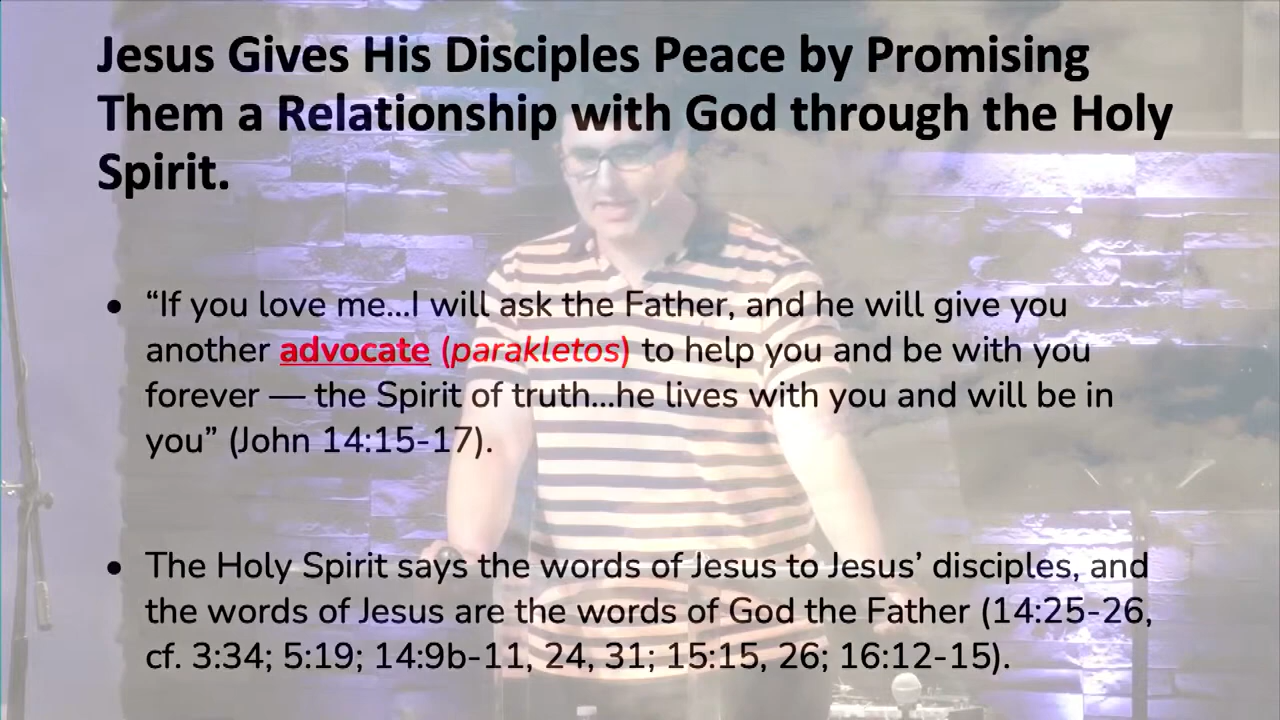 Jesus Gives His Disciples Peace by Promising
Them a Relationship with God through the Holy
Spirit.
• “If you love me...I will ask the Father, and he will give you
another advocate (parakletos) to help you and be with you
forever — the Spirit of truth...he lives with you and will be in
you” (John 14:15-17).
• The Holy Spirit says the words of Jesus to Jesus’ disciples, and
the words of Jesus are the words of God the Father (14:25-26,
cf. 3:34; 5:19; 14:9b-11, 24, 31; 15:15, 26; 16:12-15).